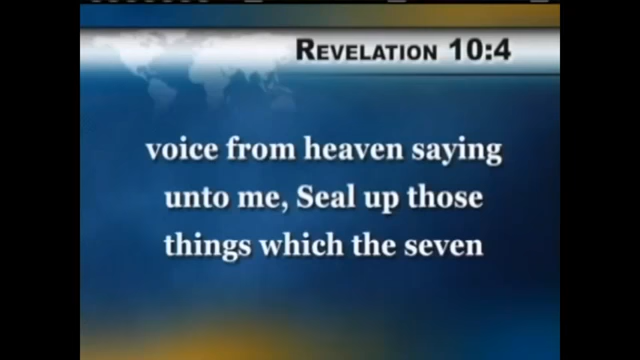 REVELATION 10:4
voice from heaven saying
unto me, Seal up those
things which the seven